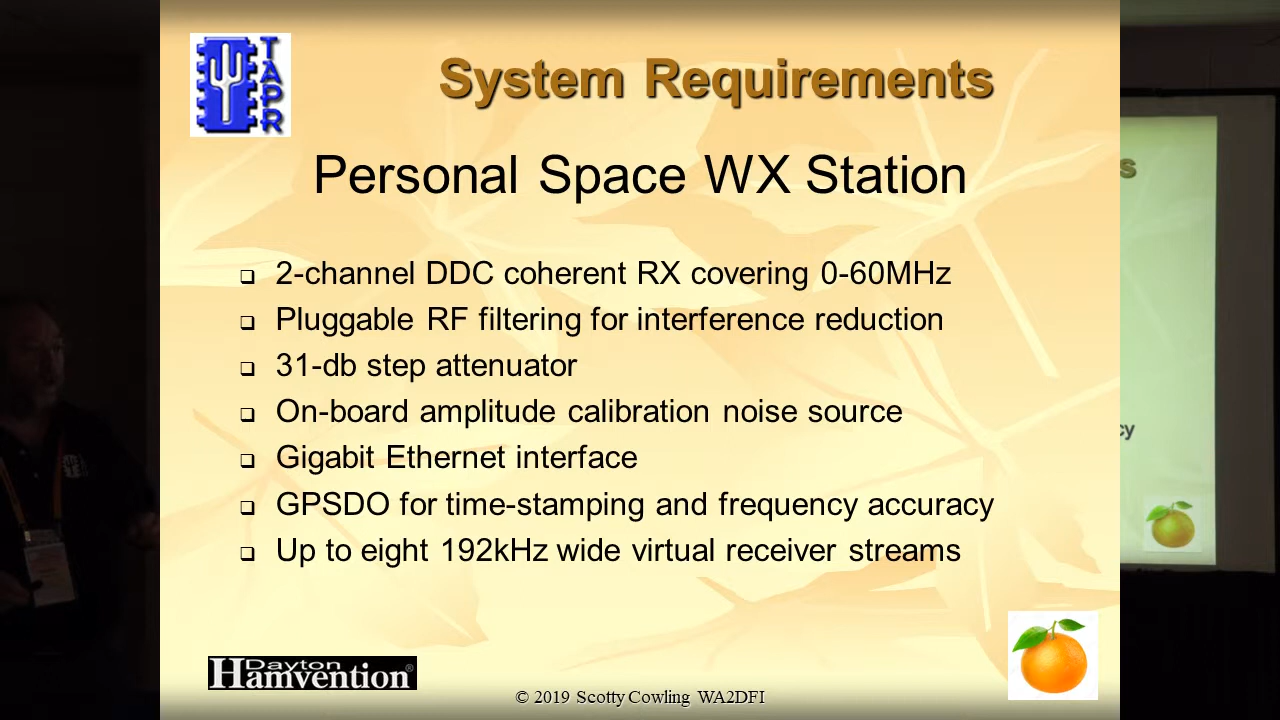 TAPR
System Requirements
Personal Space WX Station
2-channel DDC coherent RX covering 0-60MHz
Pluggable RF filtering for interference reduction
31-db step attenuator
On-board amplitude calibration noise source
Gigabit Ethernet interface
GPSDO for time-stamping and frequency accuracy
Up to eight 192kHz wide virtual receiver streams
Dayton
Hamvention®
© 2019 Scotty Cowling WA2DFI
s
cy